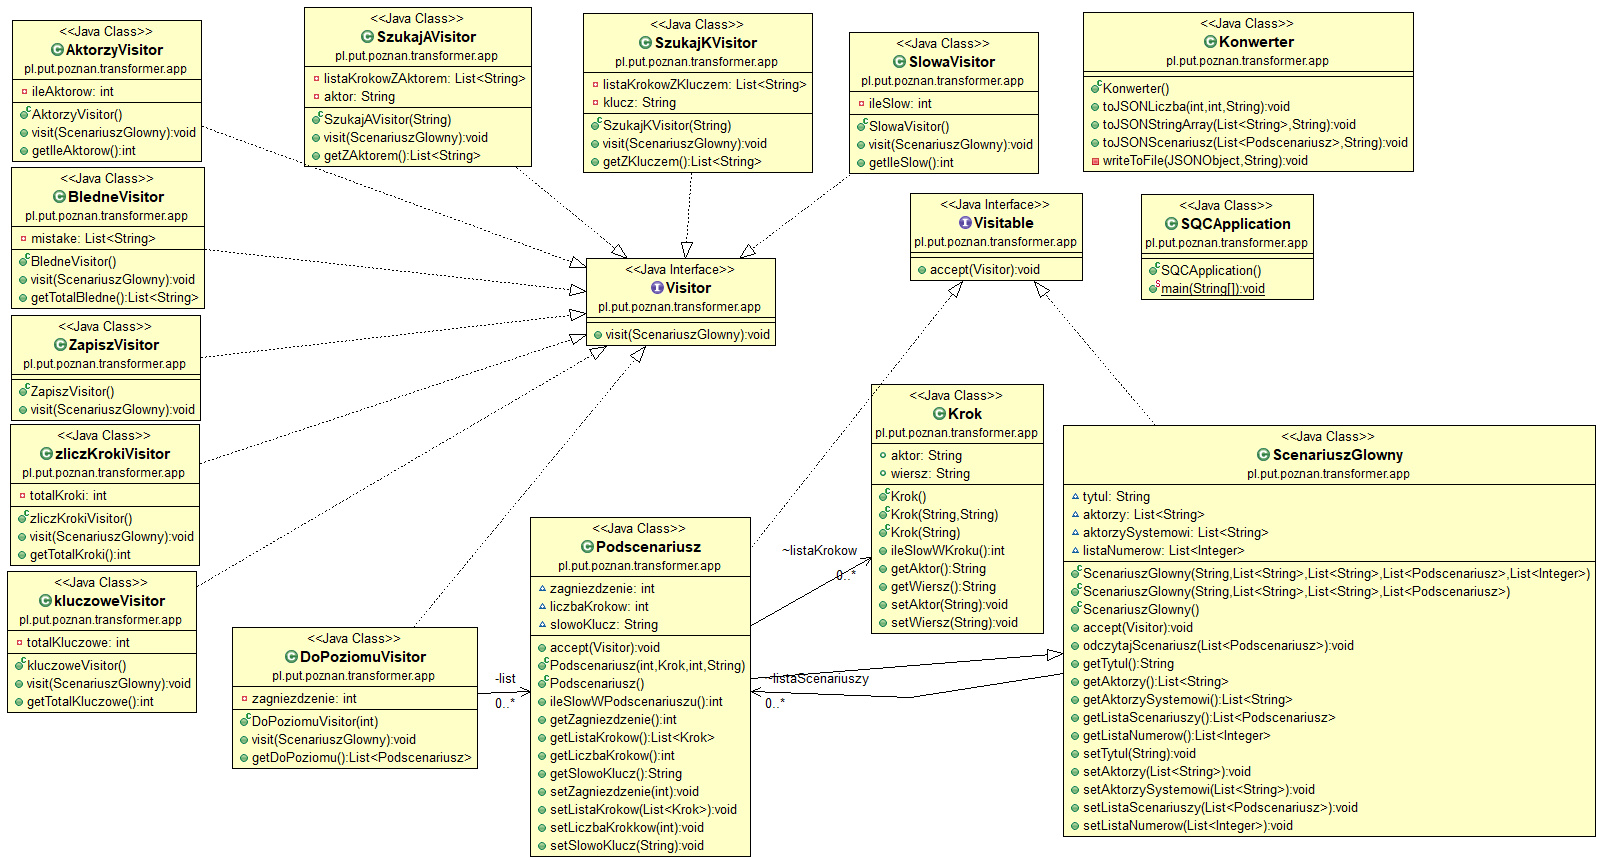 <<Java Class>>
AktorzyVisitor
pl.put.poznan.transformer.app
ileAktorow: int
AktorzyVisitor()
visit(ScenariuszGlowny):void
getIleAktorow():int
<<Java Class>>
SzukajAVisitor
pl.put.poznan.transformer.app
listaKrokowZAktorem: List<String>
aktor: String
SzukajAVisitor(String)
visit(ScenariuszGlowny):void
getZAktorem():List<String>
<<Java Class>>
SzukajKVisitor
pl.put.poznan.transformer.app
listaKrokowZKluczem: List<String>
klucz: String
SzukajKVisitor(String)
visit(ScenariuszGlowny):void
getZKluczem():List<String>
<<Java Class>>
SlowaVisitor
pl.put.poznan.transformer.app
ileSlow: int
SlowaVisitor()
visit(ScenariuszGlowny):void
getIleSlow():int
<<Java Class>>
Konwerter
pl.put.poznan.transformer.app
Konwerter()
toJSONLiczba(int,int,String):void
toJSONStringArray(List<String>,String):void
toJSONScenariusz(List<Podscenariusz>,String):void
writeToFile(JSONObject,String):void
<<Java Class>>
BledneVisitor
pl.put.poznan.transformer.app
mistake: List<String>
BledneVisitor()
visit(ScenariuszGlowny):void
getTotalBledne():List<String>
<<Java Interface>>
Visitor
pl.put.poznan.transformer.app
visit(ScenariuszGlowny):void
<<Java Interface>>
Visitable
pl.put.poznan.transformer.app
accept(Visitor):void
<<Java Class>>
SQCApplication
pl.put.poznan.transformer.app
SQCApplication()
main(String[]):void
<<Java Class>>
ZapiszVisitor
pl.put.poznan.transformer.app
ZapiszVisitor()
visit(ScenariuszGlowny):void
<<Java Class>>
zliczKrokiVisitor
pl.put.poznan.transformer.app
totalKroki: int
zliczKrokiVisitor()
visit(ScenariuszGlowny):void
getTotalKroki():int
<<Java Class>>
kluczoweVisitor
pl.put.poznan.transformer.app
totalKluczowe: int
kluczoweVisitor()
visit(ScenariuszGlowny):void
getTotalKluczowe():int
<<Java Class>>
DoPoziomuVisitor
pl.put.poznan.transformer.app
zagniezdzenie: int
DoPoziomuVisitor(int)
visit(ScenariuszGlowny):void
getDoPoziomu():List<Podscenariusz>
-list
0..*
<<Java Class>>
Podscenariusz
pl.put.poznan.transformer.app
zagniezdzenie: int
liczbaKrokow: int
slowoKlucz: String
accept(Visitor):void
Podscenariusz(int,Krok,int,String)
Podscenariusz()
ileSlowWPodscenariuszu():int
getZagniezdzenie():int
getListaKrokow():List<Krok>
getLiczbaKrokow():int
getSlowoKlucz():String
setZagniezdzenie(int):void
setListaKrokow(List<Krok>):void
setLiczbaKrokkow(int):void
setSlowoKlucz(String):void
~listaKrokow
0..*
<<Java Class>>
Krok
pl.put.poznan.transformer.app
aktor: String
wiersz: String
Krok()
Krok(String,String)
Krok(String)
ileSlowWKroku():int
getAktor():String
getWiersz():String
setAktor(String):void
setWiersz(String):void
~listaScenariuszy
0..*
<<Java Class>>
ScenariuszGlowny
pl.put.poznan.transformer.app
tytul: String
aktorzy: List<String>
aktorzySystemowi: List<String>
listaNumerow: List<Integer>
ScenariuszGlowny(String,List<String>,List<String>,List<Podscenariusz>,List<Integer>)
ScenariuszGlowny(String,List<String>,List<String>,List<Podscenariusz>)
ScenariuszGlowny()
accept(Visitor):void
odczytajScenariusz(List<Podscenariusz>):void
getTytul():String
getAktorzy():List<String>
getAktorzySystemowi():List<String>
getListaScenariuszy():List<Podscenariusz>
getListaNumerow():List<Integer>
setTytul(String):void
setAktorzy(List<String>):void
setAktorzySystemowi(List<String>):void
setListaScenariuszy(List<Podscenariusz>):void
setListaNumerow(List<Integer>):void